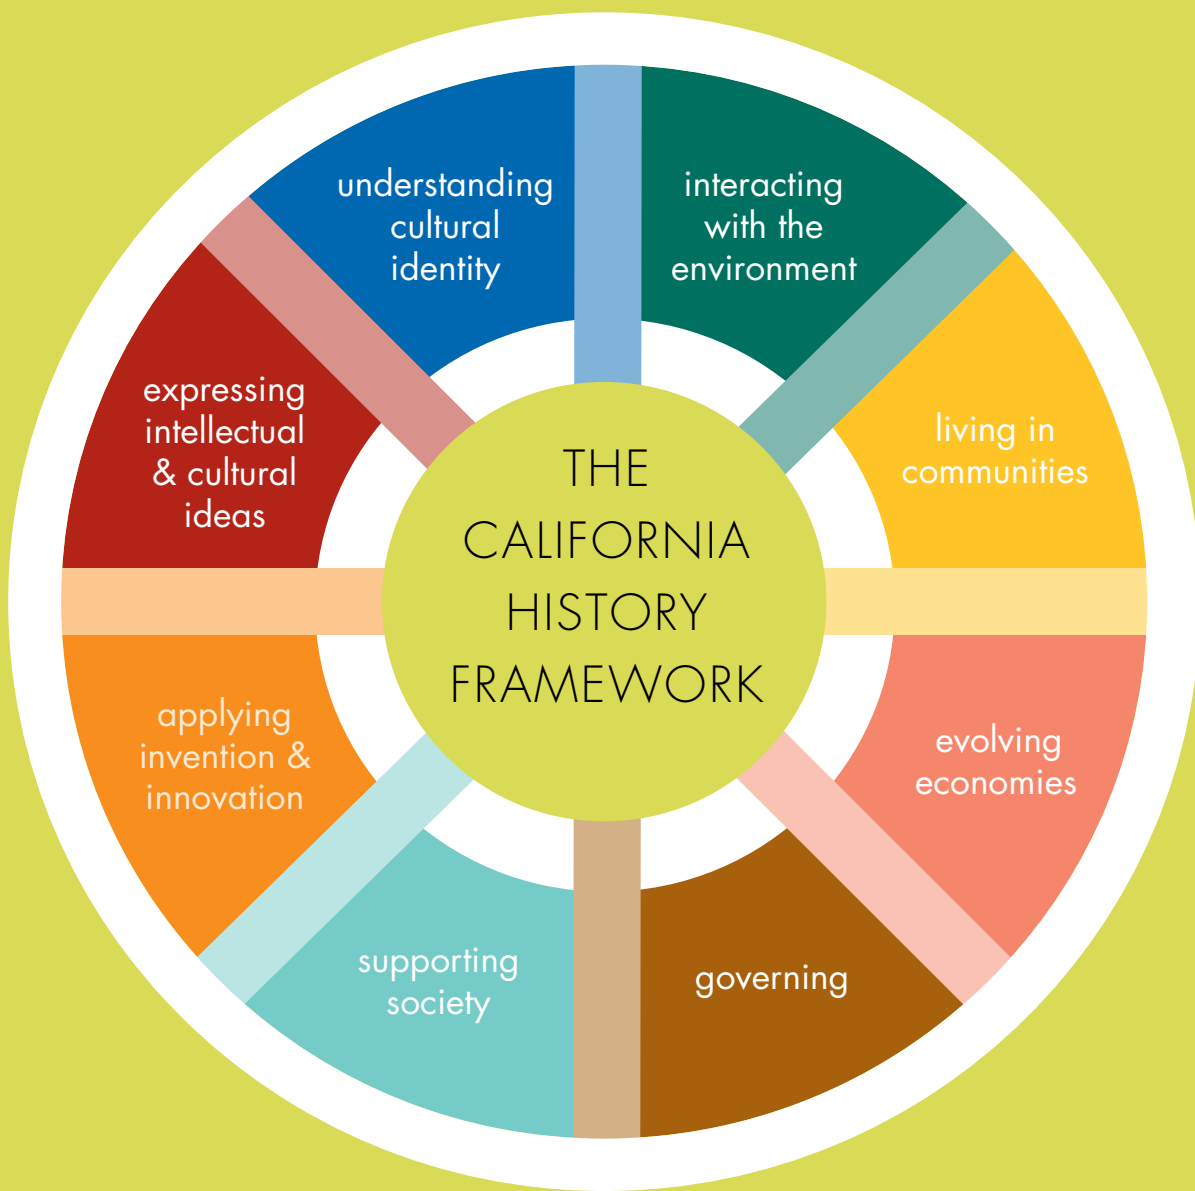 THE
CALIFORNIA
HISTORY
FRAMEWORK
understanding
cultural
identity
interacting
with the
environment
living in
communities
evolving
economies
governing
supporting
society
applying
invention &
innovation
expressing
intellectual
& cultural
ideas